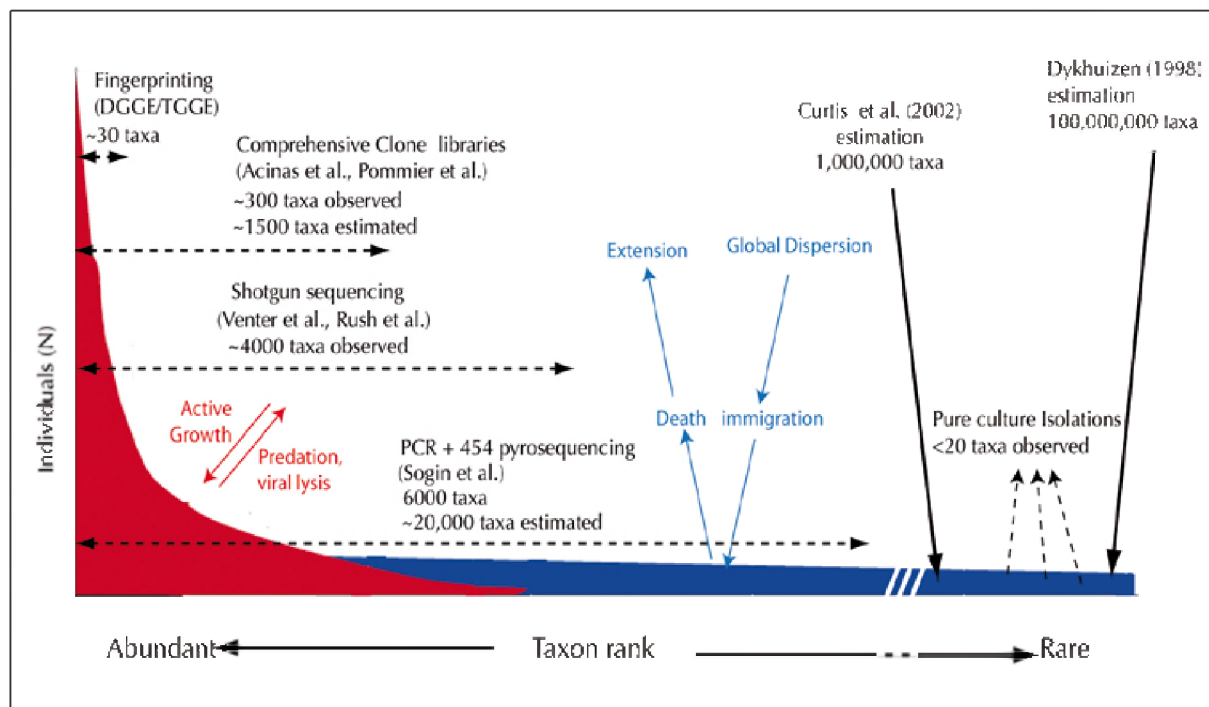 Fingerprinting
(DGGE/TGGE)
~30 taxa
Comprehensive Clone libraries
(Acinas et al., Pommier et al.)
~300 taxa observed
~1500 taxa estimated
Shotgun sequencing
(Venter et al., Rush et al.)
~4000 taxa observed
Active
Growth
Predation,
viral lysis
PCR + 454 pyrosequencing
(Sogin et al.)
6000 taxa
~20,000 taxa estimated
Extension
Global Dispersion
Death
immigration
Curtis et al. (2002)
estimation
1,000,000 taxa
Dykhuizen (1998)
estimation
100,000,000 taxa
Pure culture Isolations
<20 taxa observed
Individuals (N)
Abundant
Taxon rank
Rare